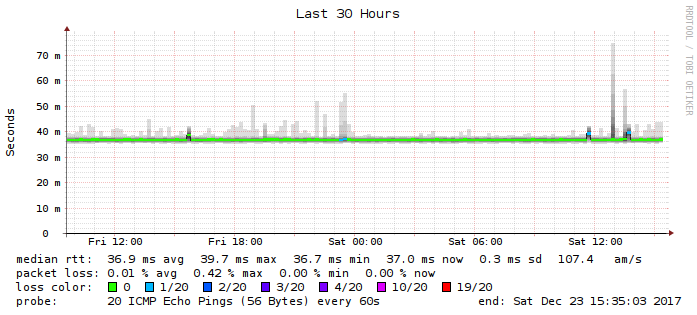 Last 30 Hours
RRDTOOL / TOBI OETIKER
Seconds
70 m
60 m
50 m
40 m
30 m
20 m
10 m
0
Fri 12:00 Fri 18:00 Sat 00:00 Sat 06:00 Sat 12:00
median rtt: 36.9 ms avg 39.7 ms max 36.7 ms min 37.0 ms now 0.3 ms sd 107.4 am/s
packet loss: 0.01 % avg 0.42 % max 0.00 % min 0.00 % now
loss color: 0 1/20 2/20 3/20 4/20 10/20 19/20
probe: 20 ICMP Echo Pings (56 Bytes) every 60s end: Sat Dec 23 15:35:03 2017